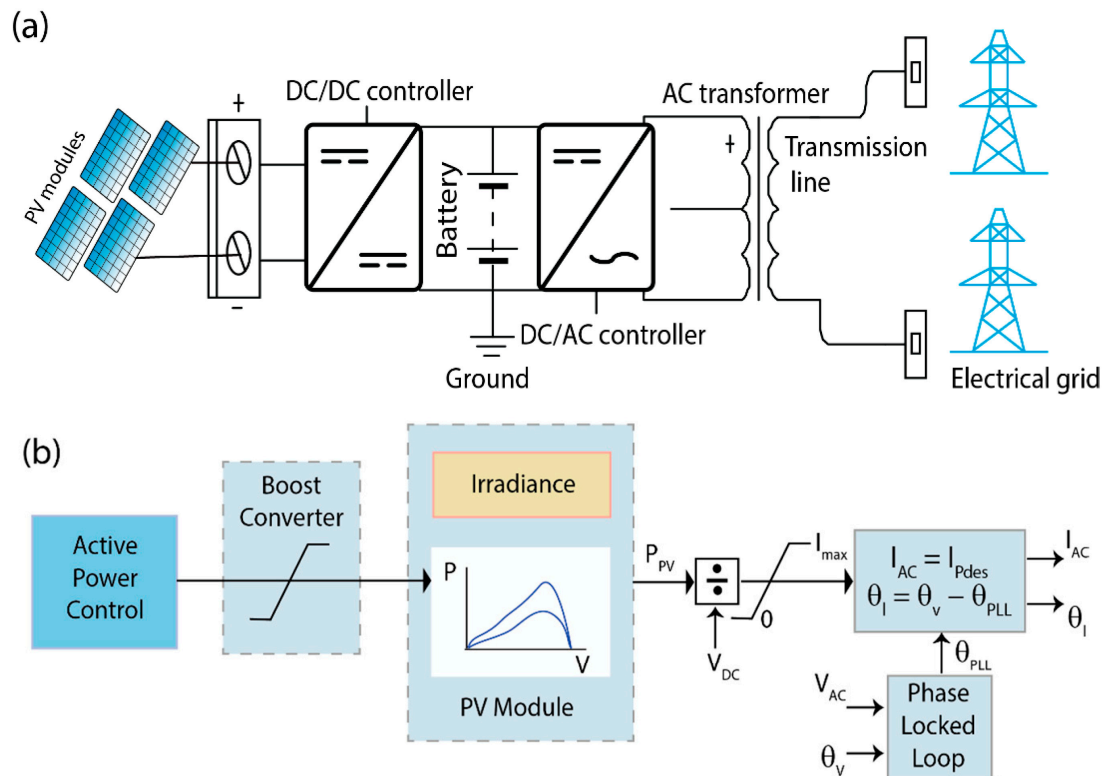 (a)
DC/DC controller
AC transformer
+
+
Transmission
line
PV modules
Battery
-
DC/AC controller
Ground
Electrical grid
(b)
Boost
Converter
Irradiance
Active
Power
Control
P
V
PV Module
P_PV
÷
V_DC
I_max
0
I_AC = I_Pdes
θ_I = θ_v − θ_PLL
I_AC
θ_I
θ_PLL
V_AC
θ_V
Phase
Locked
Loop